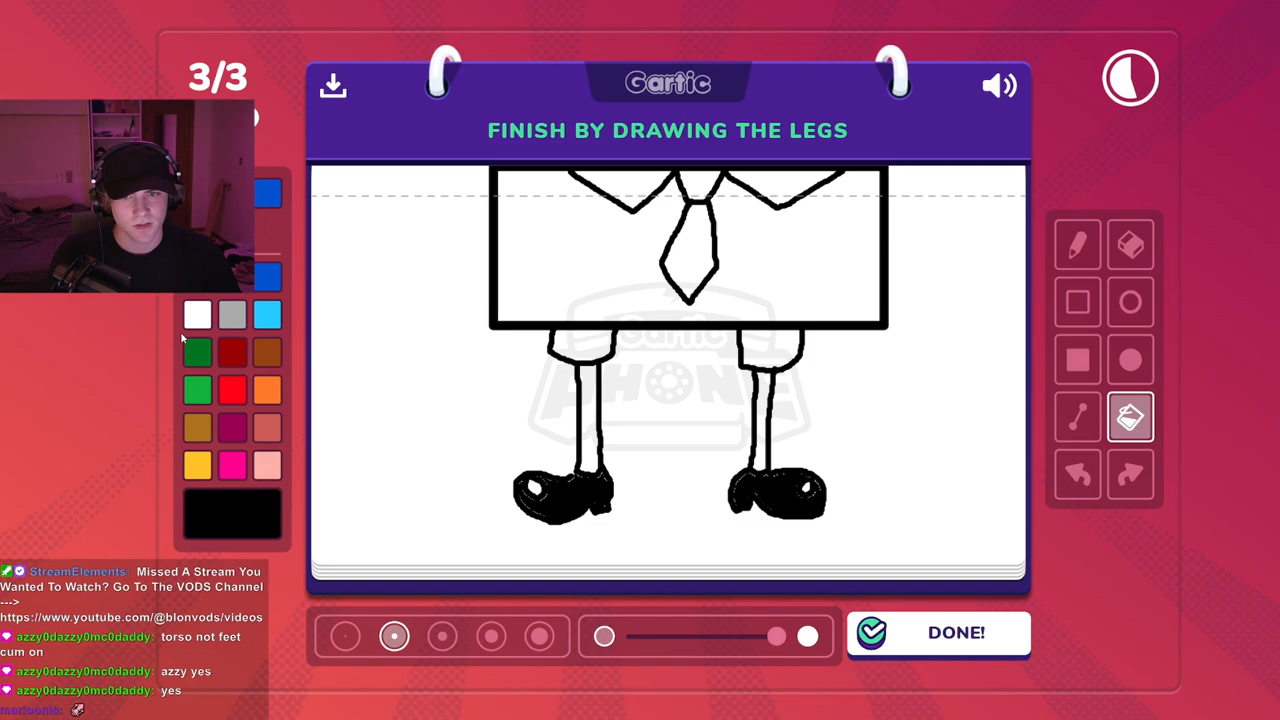 3/3
Gartic
FINISH BY DRAWING THE LEGS
Gartic
PHONE
StreamElements: Missed A Stream You
Wanted To Watch? Go To The VODS Channel
--->
https://www.youtube.com/@blonvods/videos
azzy0dazzy0mc0daddy: torso not feet
cum on
azzy0dazzy0mc0daddy: azzy yes
azzy0dazzy0mc0daddy: yes
DONE!